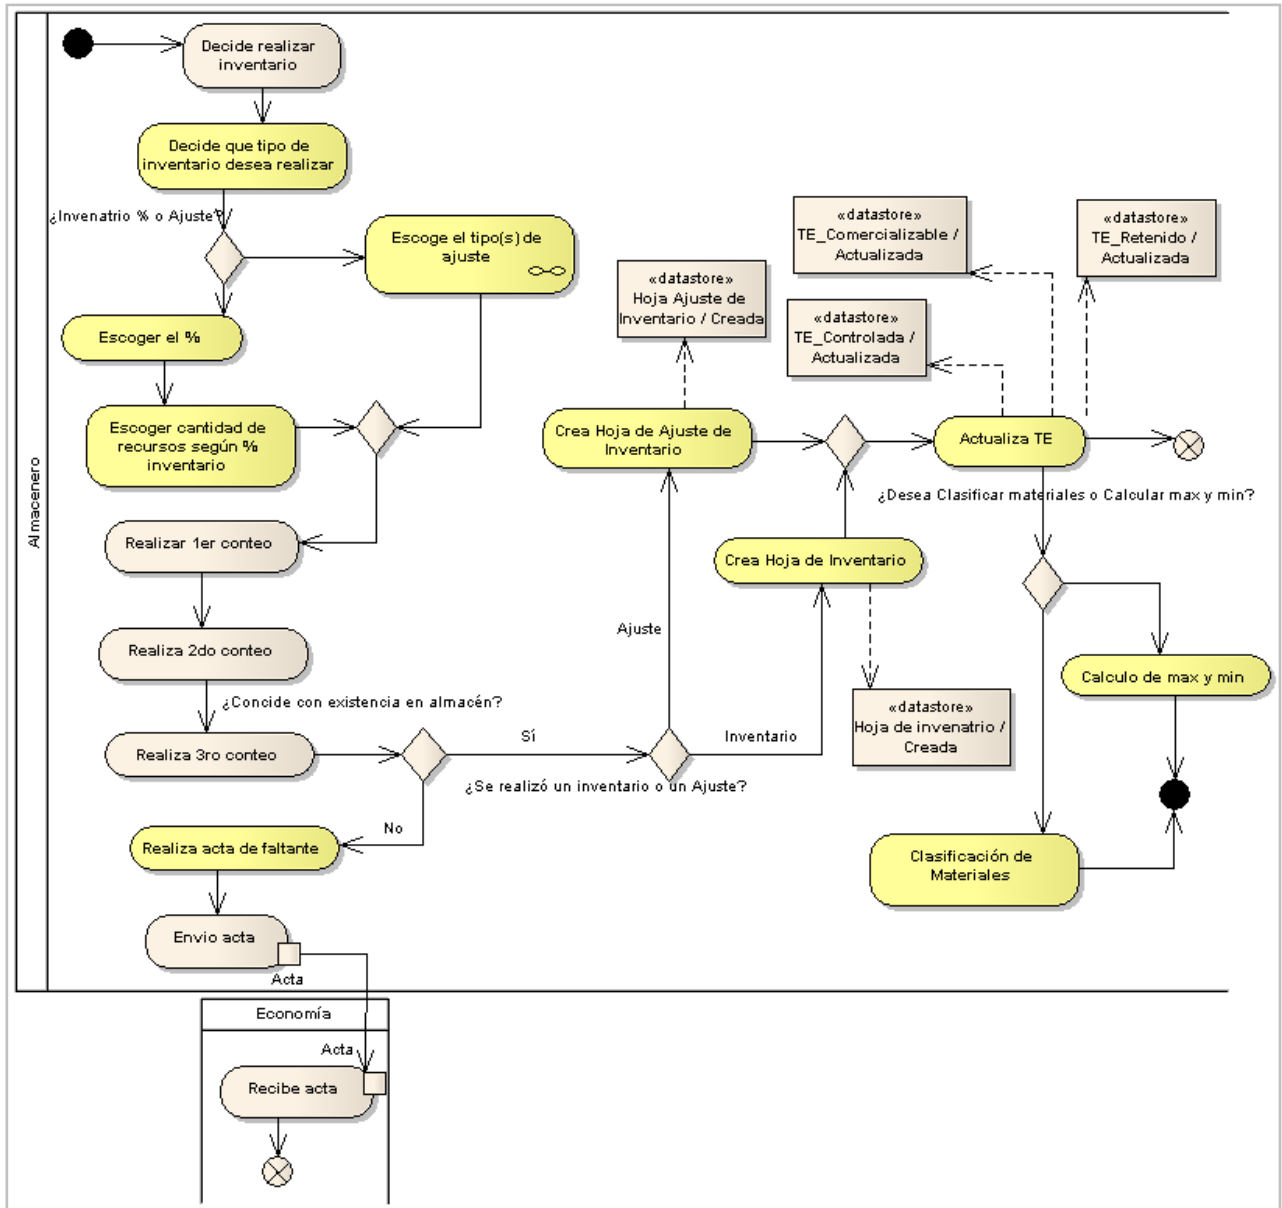 Decide realizar
inventario
Decide que tipo de
inventario desea realizar
¿Invenatrio % o Ajuste?
Escoge el tipo(s) de
ajuste
Escoger el %
Escoger cantidad de
recursos según %
inventario
Realizar 1er conteo
Realiza 2do conteo
¿Concide con existencia en almacén?
Realiza 3ro conteo
Sí
No
¿Se realizó un inventario o un Ajuste?
Ajuste
Inventario
Realiza acta de faltante
Envio acta
Acta
Almacenero
«datastore»
Hoja Ajuste de
Inventario / Creada
Crea Hoja de Ajuste de
Inventario
Crea Hoja de Inventario
«datastore»
Hoja de invenatrio /
Creada
«datastore»
TE_Comercializable /
Actualizada
«datastore»
TE_Controlada /
Actualizada
«datastore»
TE_Retenido /
Actualizada
Actualiza TE
¿Desea Clasificar materiales o Calcular max y min?
Calculo de max y min
Clasificación de
Materiales
Economía
Acta
Recibe acta